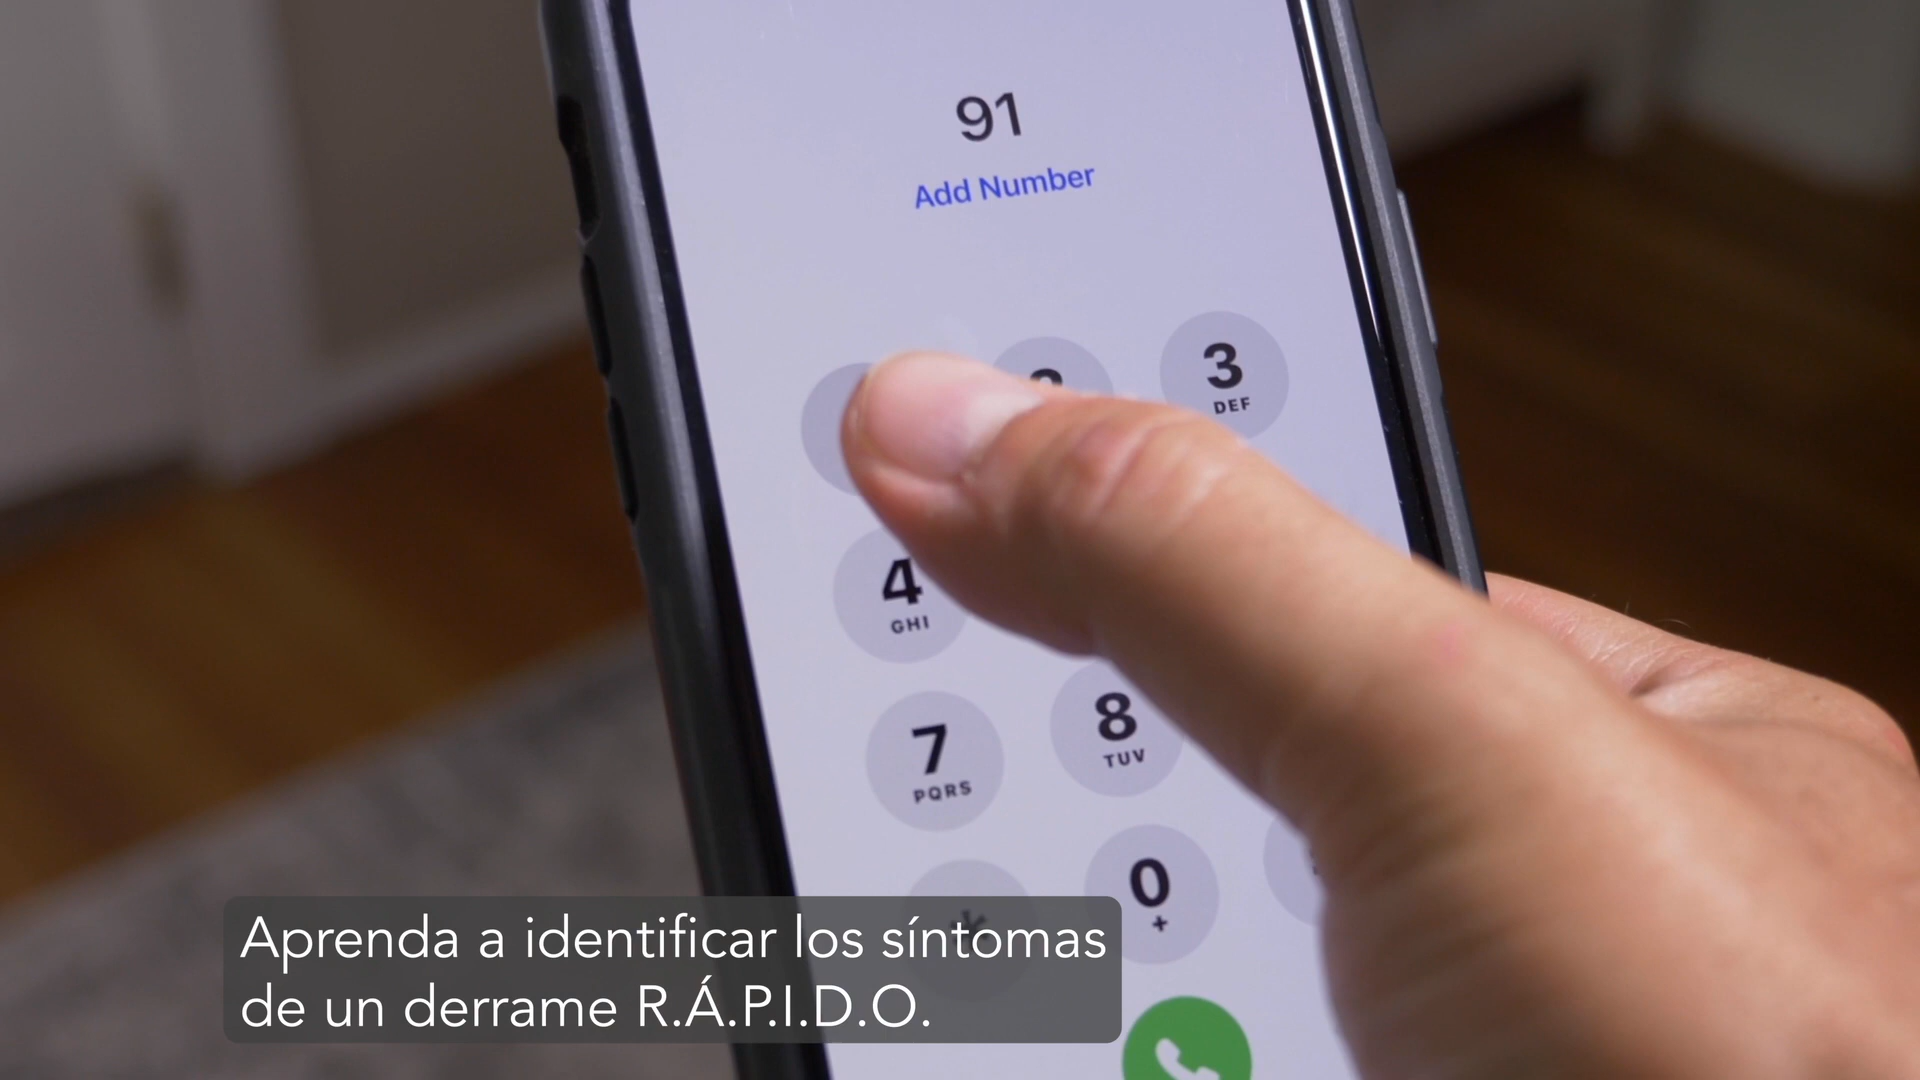 91
Add Number
3
DEF
4
GHI
7
PQRS
8
TUV
0
+
Aprenda a identificar los síntomas
de un derrame R.Á.P.I.D.O.